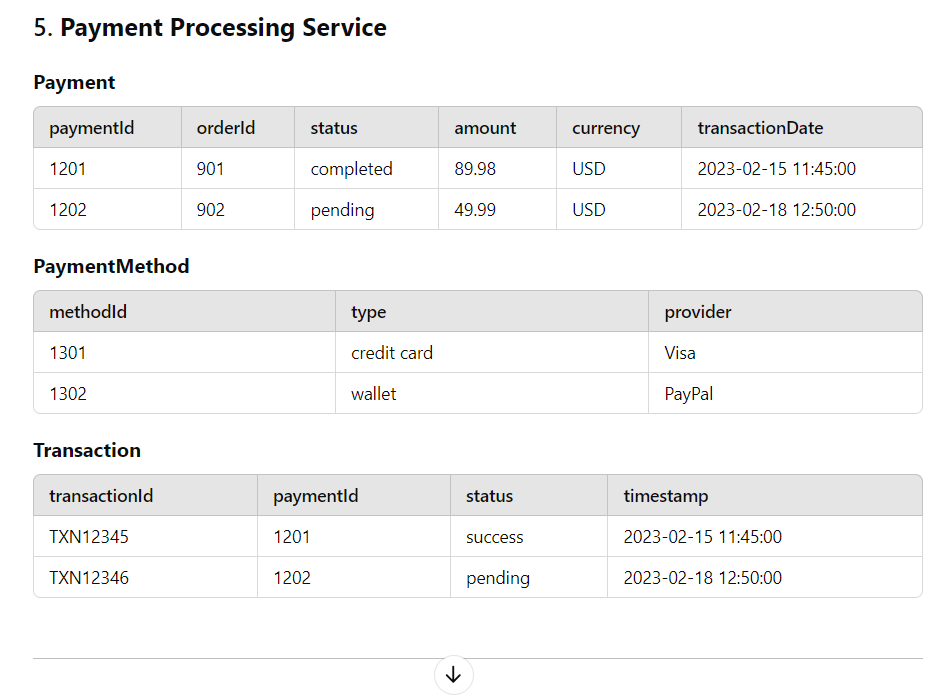 5. Payment Processing Service
Payment
paymentId orderId status amount currency transactionDate
1201 901 completed 89.98 USD 2023-02-15 11:45:00
1202 902 pending 49.99 USD 2023-02-18 12:50:00
PaymentMethod
methodId type provider
1301 credit card Visa
1302 wallet PayPal
Transaction
transactionId paymentId status timestamp
TXN12345 1201 success 2023-02-15 11:45:00
TXN12346 1202 pending 2023-02-18 12:50:00